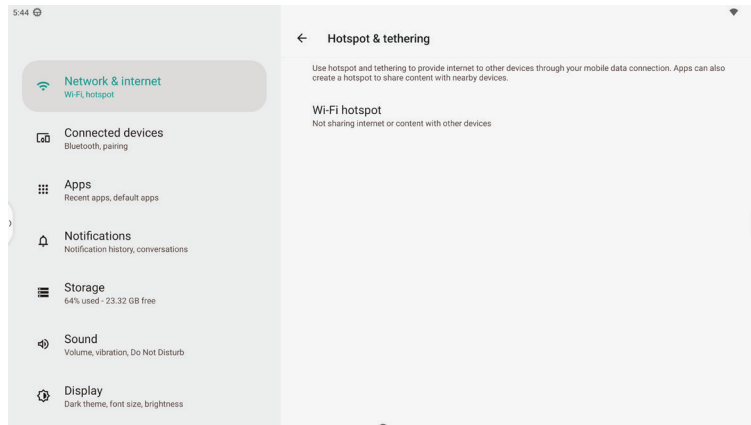 5:44
Network & internet
Wi-Fi, hotspot
Connected devices
Bluetooth, pairing
Apps
Recent apps, default apps
Notifications
Notification history, conversations
Storage
64% used - 23.32 GB free
Sound
Volume, vibration, Do Not Disturb
Display
Dark theme, font size, brightness
Hotspot & tethering
Use hotspot and tethering to provide internet to other devices through your mobile data connection. Apps can also
create a hotspot to share content with nearby devices.
Wi-Fi hotspot
Not sharing internet or content with other devices